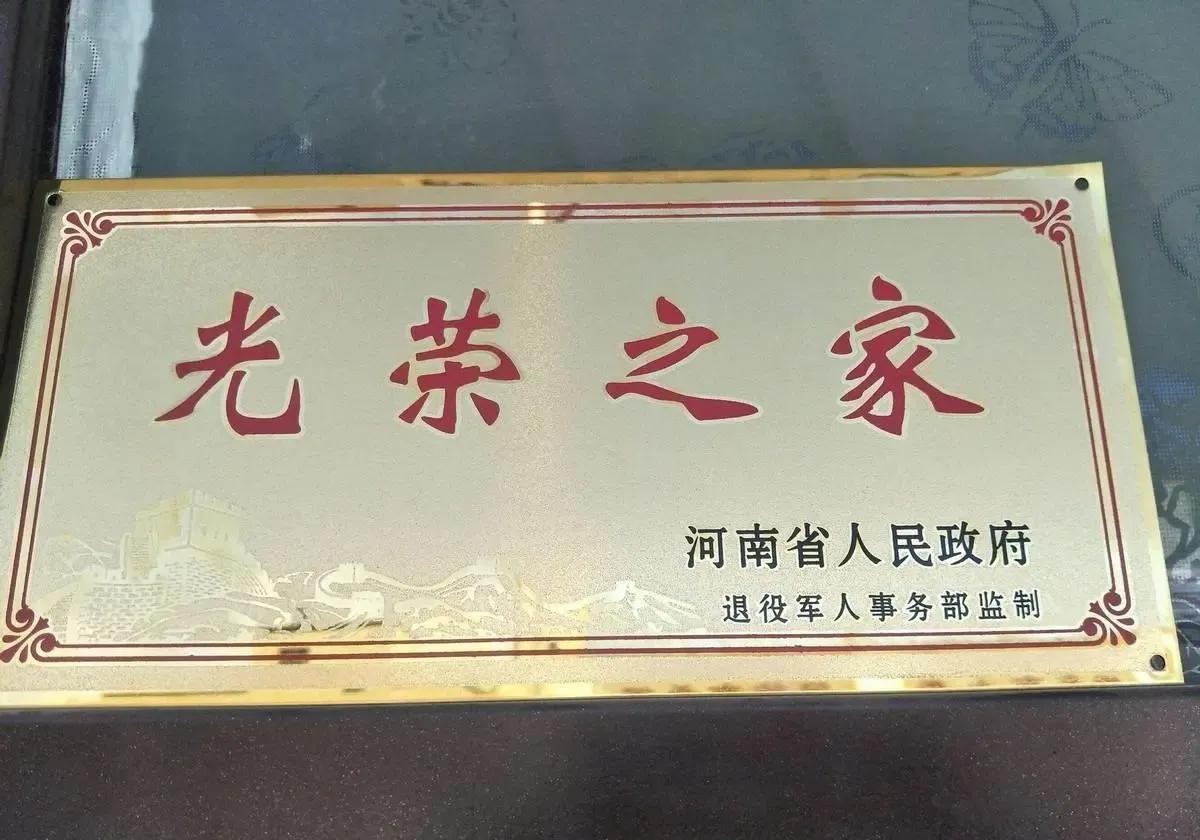 光荣之家
河南省人民政府
退役军人事务部监制